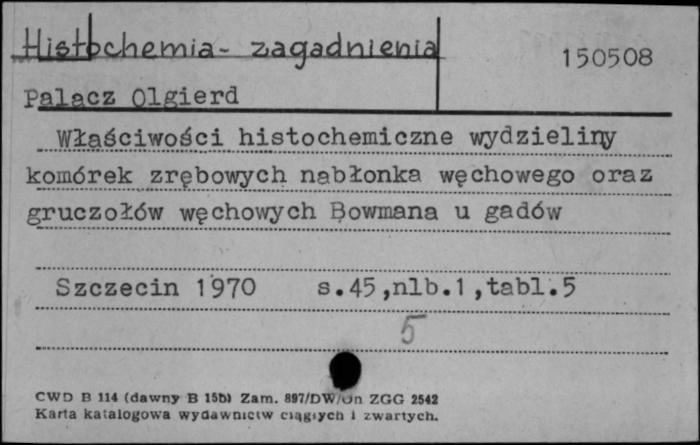 Histochemia - zagadnienia
150508
Palacz Olgierd
Właściwości histochemiczne wydzieliny
komórek zrębowych nabłonka węchowego oraz
gruczołów węchowych Bowmana u gadów
Szczecin 1970 s.45,nlb.1,tabl.5
5
CWD B 114 (dawny B 15b) Zam. 897/DW/Un ZGG 2542
Karta katalogowa wydawnictw ciągłych i zwartych.